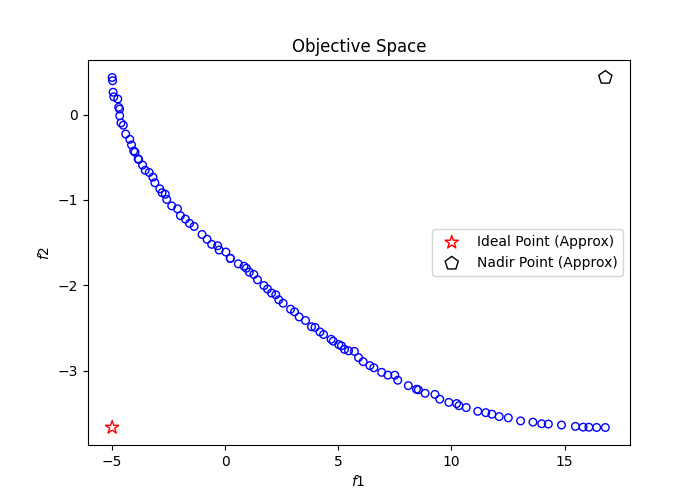 Objective Space
0
−1
−2
−3
f2
Ideal Point (Approx)
Nadir Point (Approx)
−5
0
5
10
15
f1